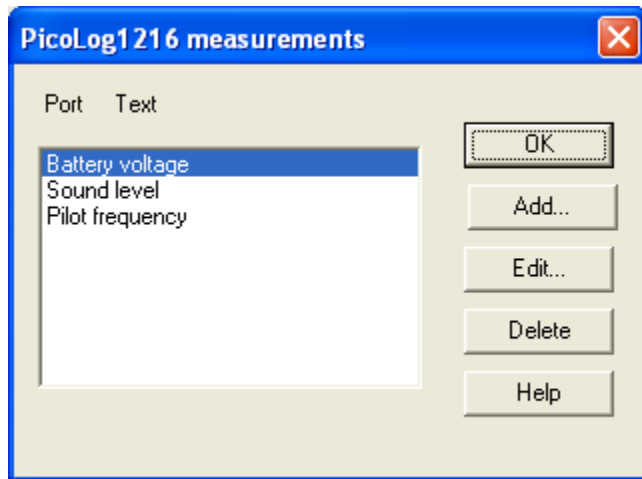 PicoLog1216 measurements
Port Text
Battery voltage
Sound level
Pilot frequency
OK
Add...
Edit...
Delete
Help